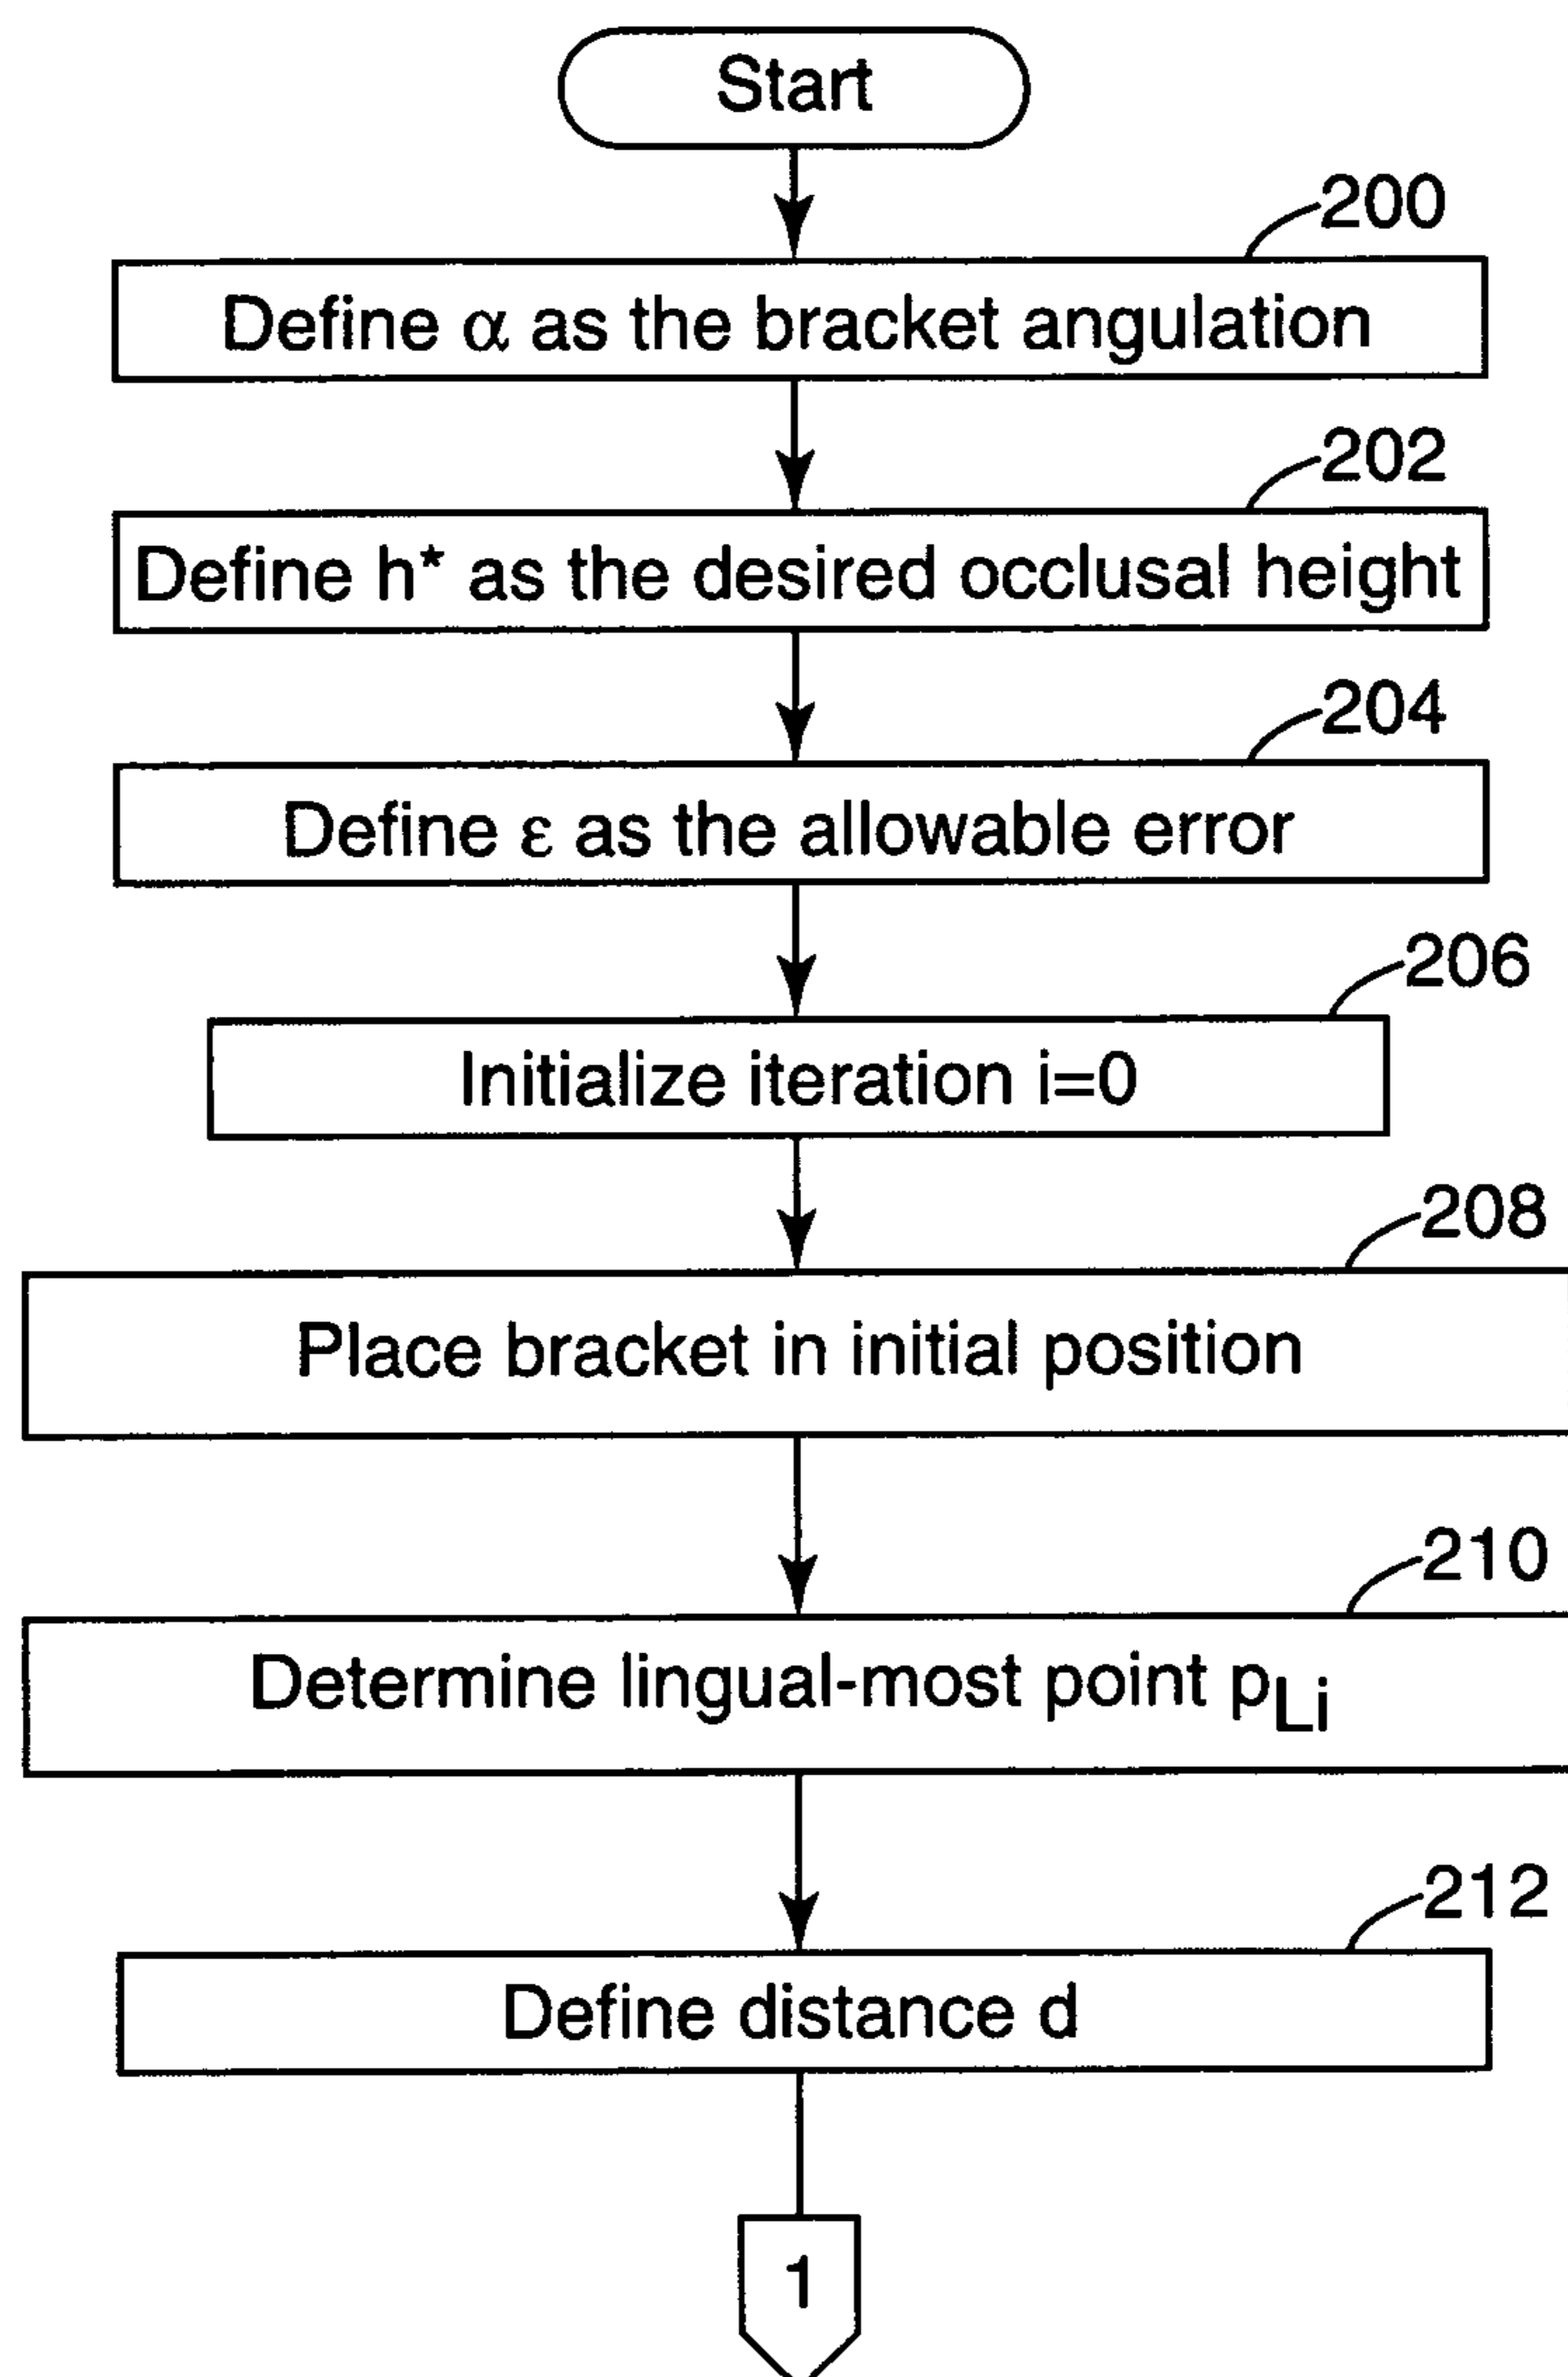 Start
200
Define α as the bracket angulation
202
Define h* as the desired occlusal height
204
Define ε as the allowable error
206
Initialize iteration i=0
208
Place bracket in initial position
210
Determine lingual-most point pLi
212
Define distance d
1